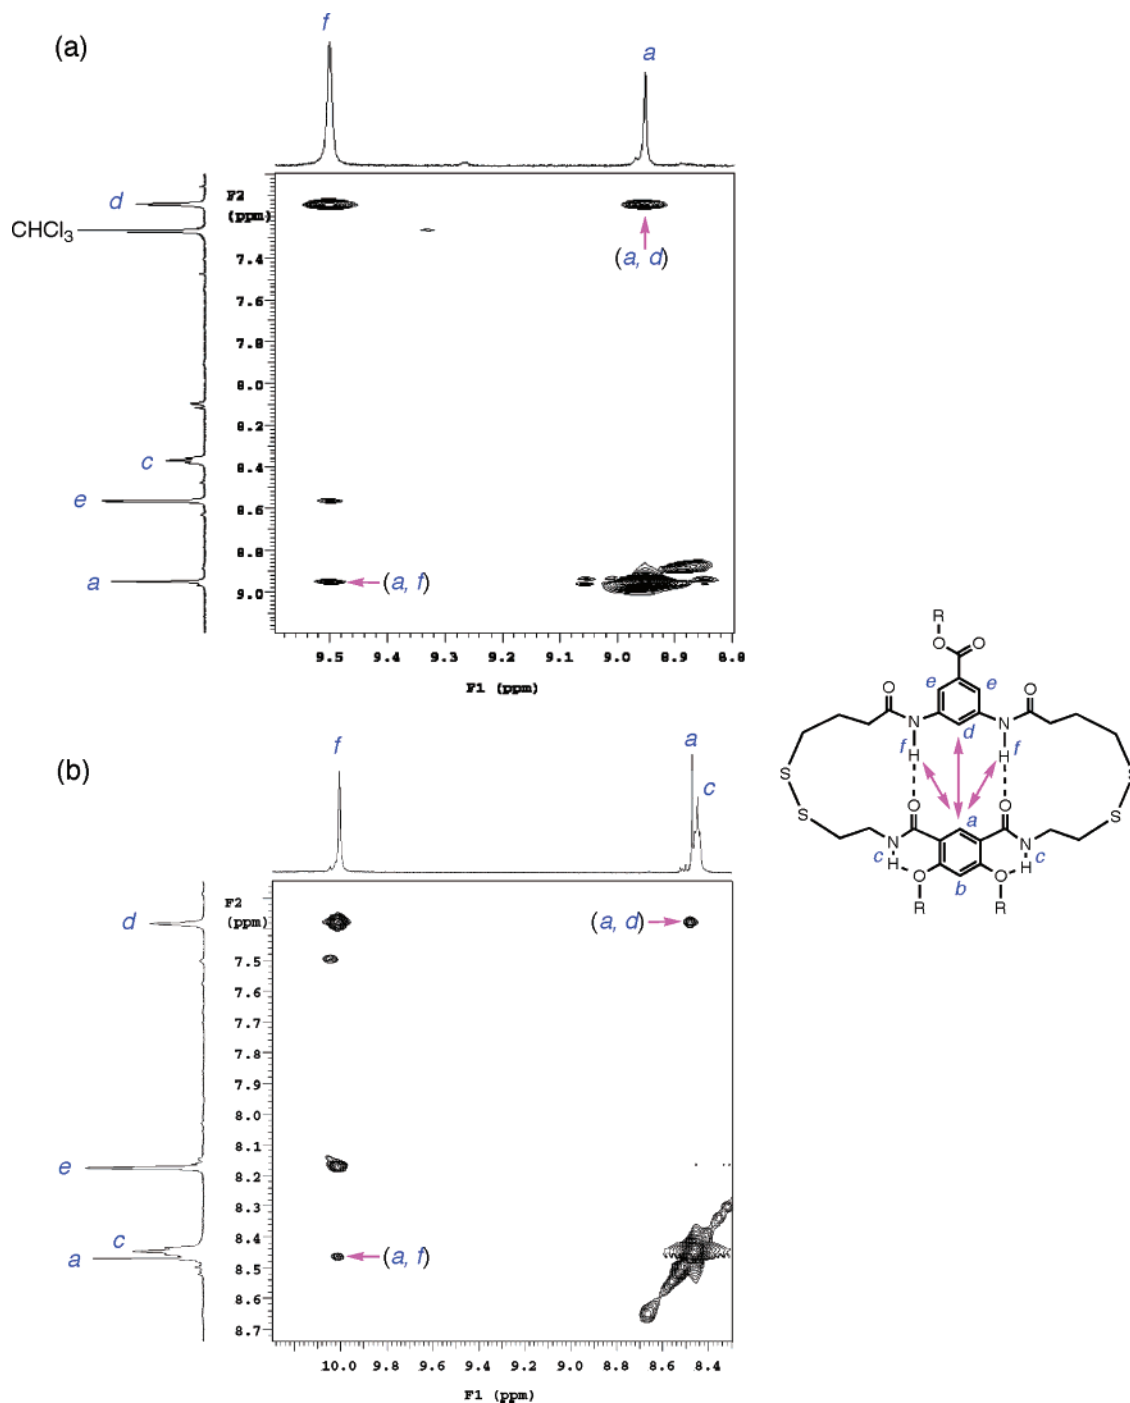 (a)
f
a
d
CHCl3
c
e
a
F2
(ppm)
7.4
7.6
7.8
8.0
8.2
8.4
8.6
8.8
9.0
(a, d)
(a, f)
9.5 9.4 9.3 9.2 9.1 9.0 8.9 8.8
F1 (ppm)
(b)
f
a
c
d
e
c
a
F2
(ppm)
7.5
7.6
7.7
7.8
7.9
8.0
8.1
8.2
8.3
8.4
8.5
8.6
8.7
(a, d)
(a, f)
10.0 9.8 9.6 9.4 9.2 9.0 8.8 8.6 8.4
F1 (ppm)
R
O O
e e
O O
N d N
f H H f
S S
S S
O a O
N N
c H H c
O b O
R R